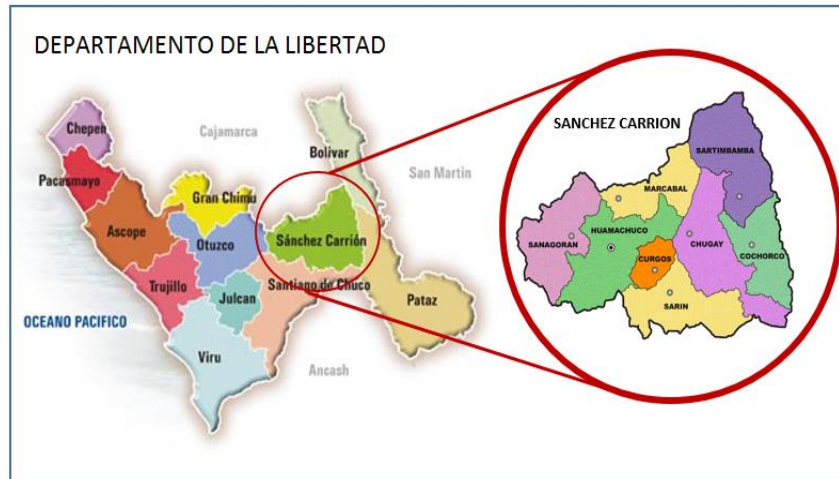 DEPARTAMENTO DE LA LIBERTAD
Chepen
Cajamarca
Bolivar
San Martin
Pacasmayo
Gran Chimu
Ascope
Otuzco
Sánchez Carrión
Trujillo
Julcan
Santiago de Chuco
Pataz
OCEANO PACIFICO
Viru
Ancash
SANCHEZ CARRION
SARTIMBAMBA
MARCABAL
SANAGORAN
HUAMACHUCO
CHUGAY
CURGOS
COCHORCO
SARIN